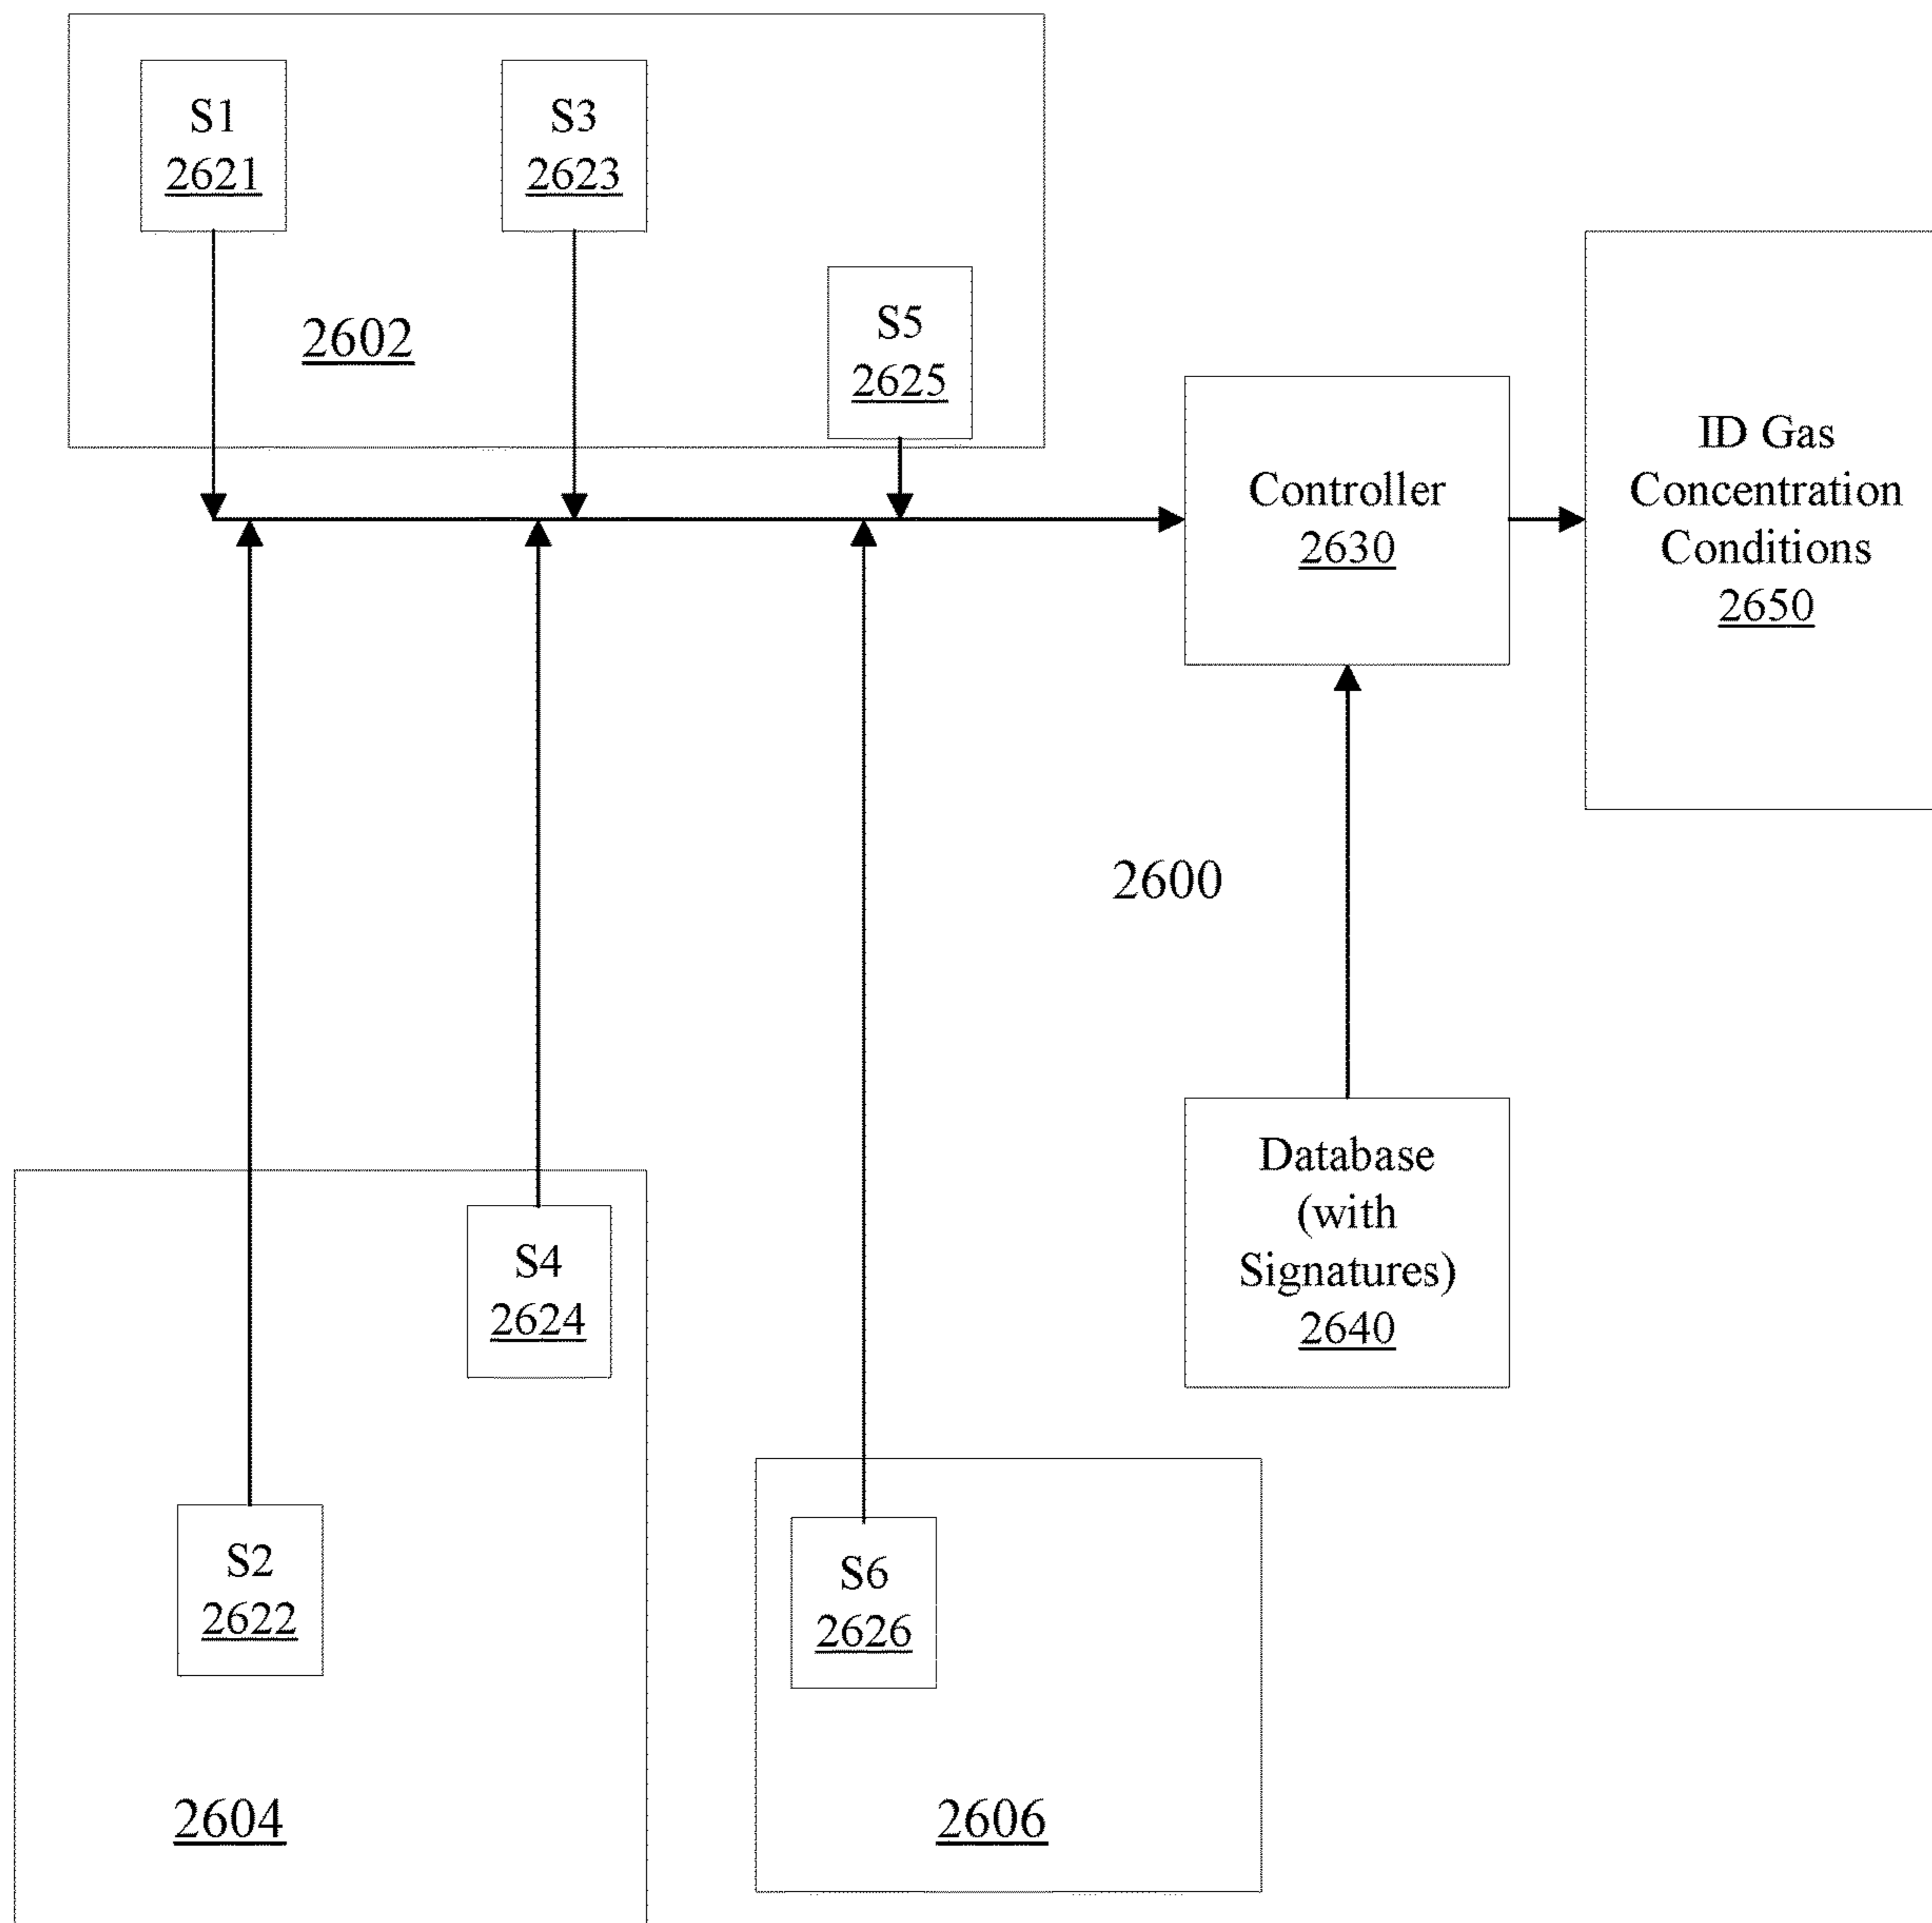 S1
2621
S3
2623
S5
2625
2602
Controller
2630
ID Gas
Concentration
Conditions
2650
2600
Database
(with
Signatures)
2640
S4
2624
S2
2622
2604
S6
2626
2606